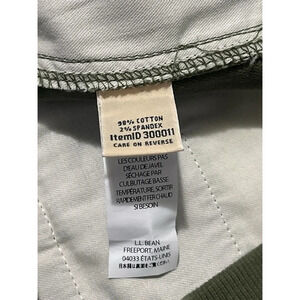 98% COTTON
2% SPANDEX
ItemID 300011
CARE ON REVERSE
LES COULEURS PAS
D'EAU DE JAVEL
SÉCHAGE PAR
CULBUTAGE BASSE
TEMPÉRATURE, SORTIR
RAPIDEMENT FER CHAUD
SI BESOIN
L.L. BEAN
FREEPORT, MAINE
04033 ÉTATS-UNIS